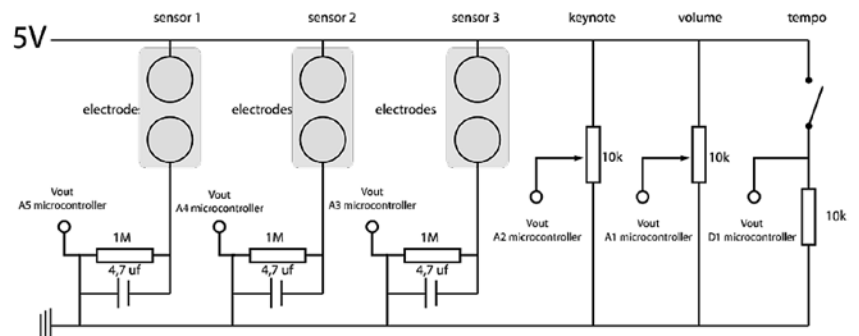 sensor 1
sensor 2
sensor 3
keynote
volume
tempo
5V
electrodes
electrodes
electrodes
10k
10k
10k
Vout
A5 microcontroller
Vout
A4 microcontroller
Vout
A3 microcontroller
Vout
A2 microcontroller
Vout
A1 microcontroller
Vout
D1 microcontroller
1M
4,7 uf
1M
4,7 uf
1M
4,7 uf